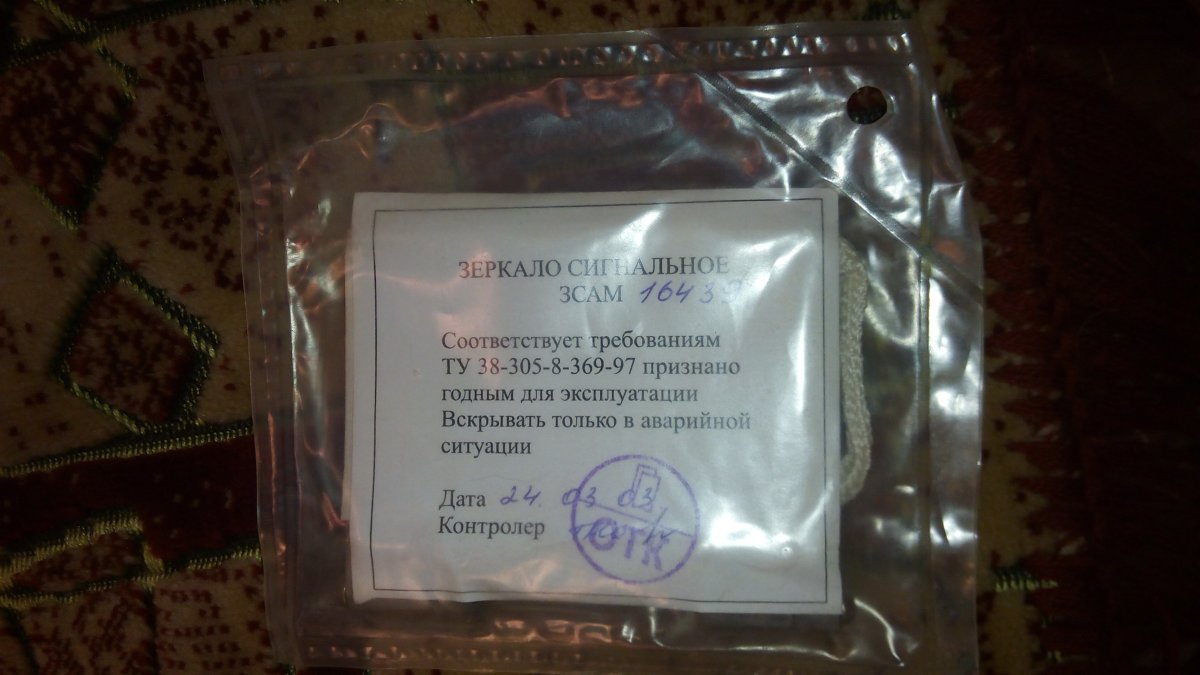 ЗЕРКАЛО СИГНАЛЬНОЕ
ЗСАМ 16439
Соответствует требованиям
ТУ 38-305-8-369-97 признано
годным для эксплуатации
Вскрывать только в аварийной
ситуации
Дата 24. 03 03
Контролер
ОТК